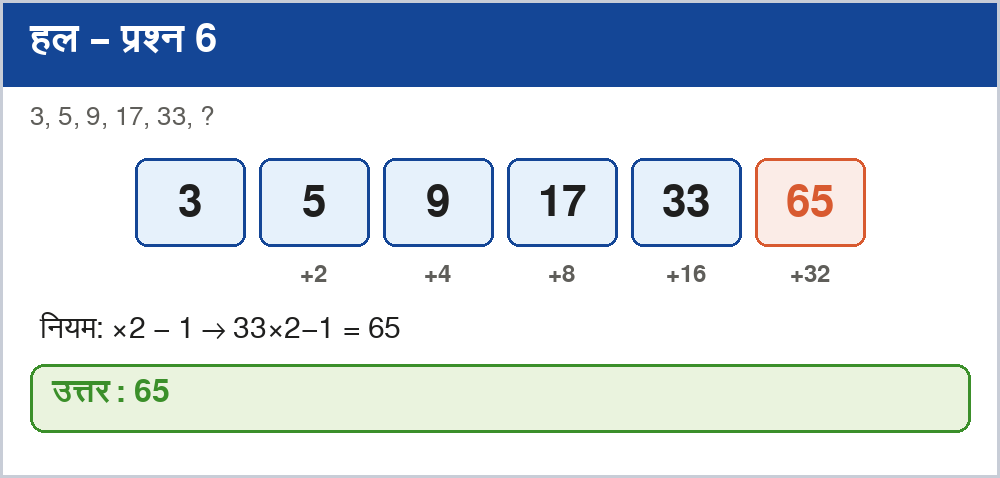 हल – प्रश्न 6
3, 5, 9, 17, 33, ?
3 5 9 17 33 65
+2 +4 +8 +16 +32
नियम: ×2 – 1 → 33×2–1 = 65
उत्तर : 65